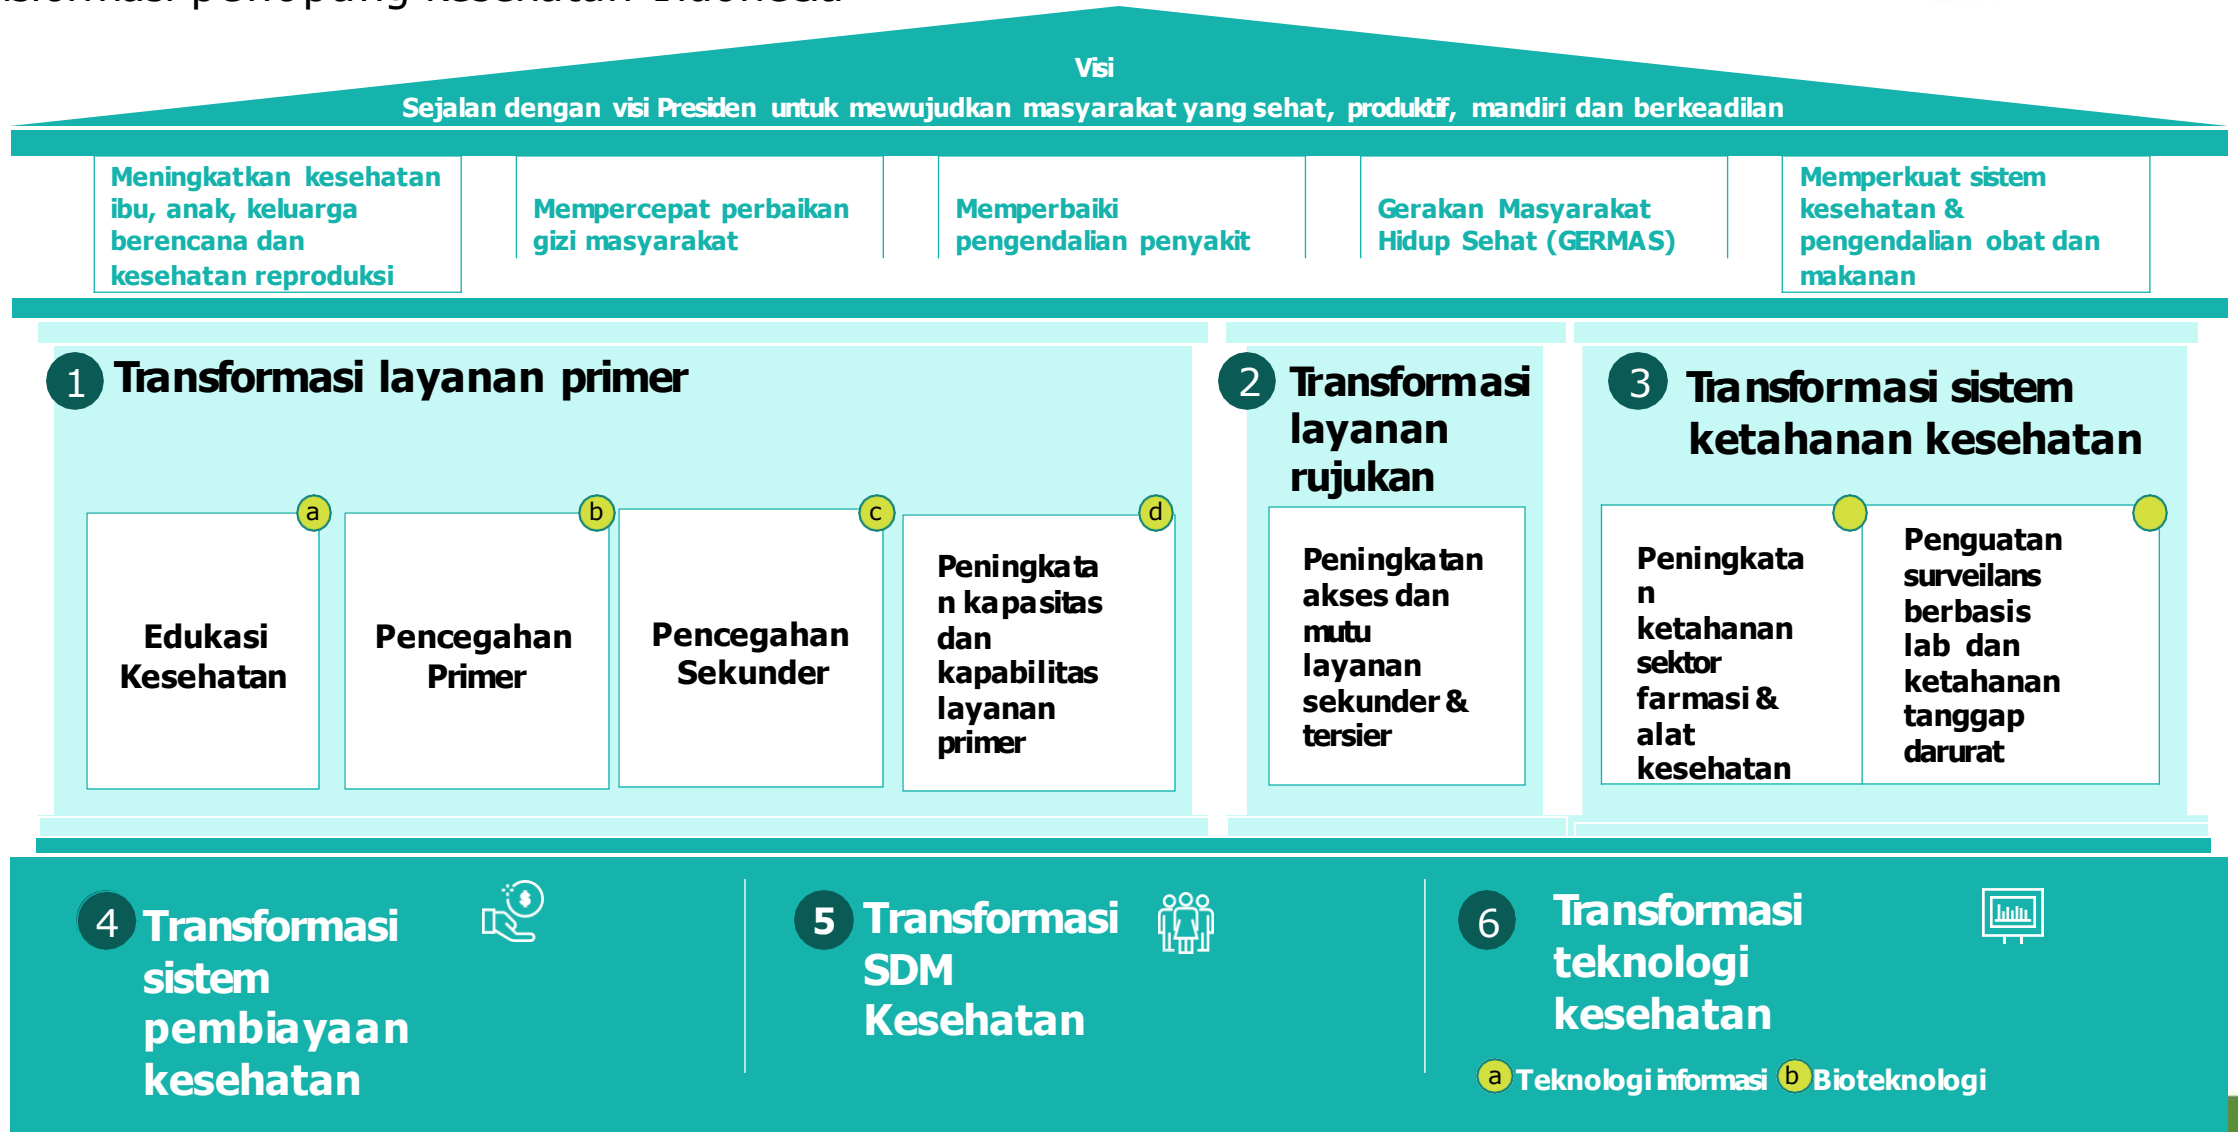 sformasi penopang kesehatan Indonesia
Visi
Sejalan dengan visi Presiden untuk mewujudkan masyarakat yang sehat, produktif, mandiri dan berkeadilan
Meningkatkan kesehatan
ibu, anak, keluarga
berencana dan
kesehatan reproduksi
Mempercepat perbaikan
gizi masyarakat
Memperbaiki
pengendalian penyakit
Gerakan Masyarakat
Hidup Sehat (GERMAS)
Memperkuat sistem
kesehatan &
pengendalian obat dan
makanan
1 Transformasi layanan primer
a
Edukasi
Kesehatan
b
Pencegahan
Primer
c
Pencegahan
Sekunder
d
Peningkata
n kapasitas
dan
kapabilitas
layanan
primer
2 Transformasi
layanan
rujukan
Peningkatan
akses dan
mutu
layanan
sekunder &
tersier
3 Transformasi sistem
ketahanan kesehatan
Peningkata
n
ketahanan
sektor
farmasi &
alat
kesehatan
Penguatan
surveilans
berbasis
lab dan
ketahanan
tanggap
darurat
4 Transformasi
sistem
pembiayaan
kesehatan
5 Transformasi
SDM
Kesehatan
6 Transformasi
teknologi
kesehatan
a Teknologi informasi b Bioteknologi